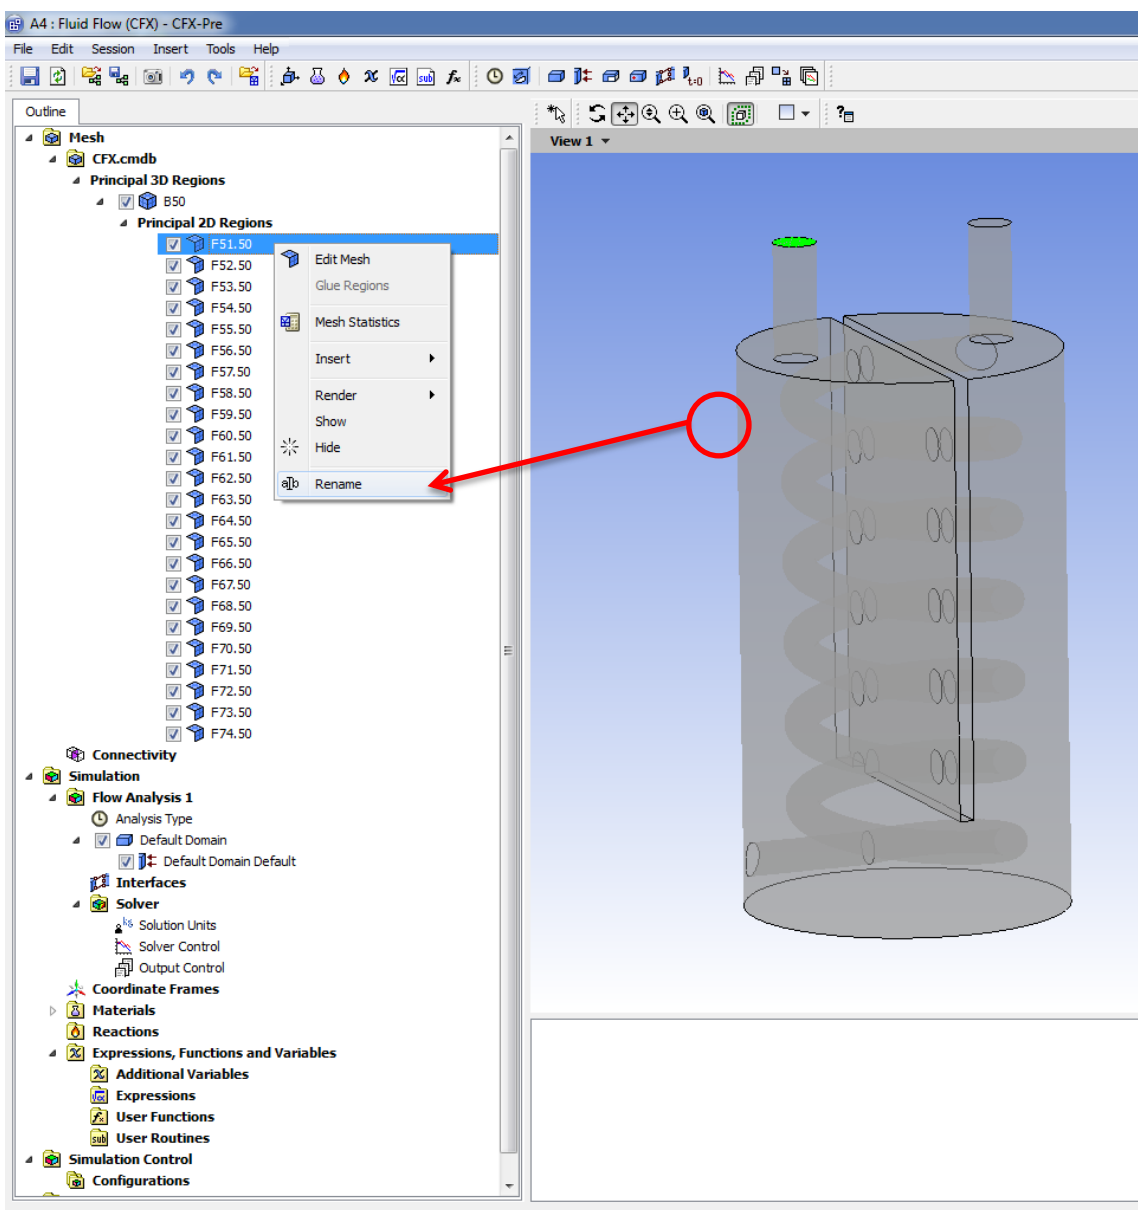 A4 : Fluid Flow (CFX) - CFX-Pre
File Edit Session Insert Tools Help
Outline
View 1
Mesh
CFX.cmdb
Principal 3D Regions
B50
Principal 2D Regions
F51.50
F52.50
F53.50
F54.50
F55.50
F56.50
F57.50
F58.50
F59.50
F60.50
F61.50
F62.50
F63.50
F64.50
F65.50
F66.50
F67.50
F68.50
F69.50
F70.50
F71.50
F72.50
F73.50
F74.50
Edit Mesh
Glue Regions
Mesh Statistics
Insert
Render
Show
Hide
Rename
Connectivity
Simulation
Flow Analysis 1
Analysis Type
Default Domain
Default Domain Default
Interfaces
Solver
Solution Units
Solver Control
Output Control
Coordinate Frames
Materials
Reactions
Expressions, Functions and Variables
Additional Variables
Expressions
User Functions
User Routines
Simulation Control
Configurations